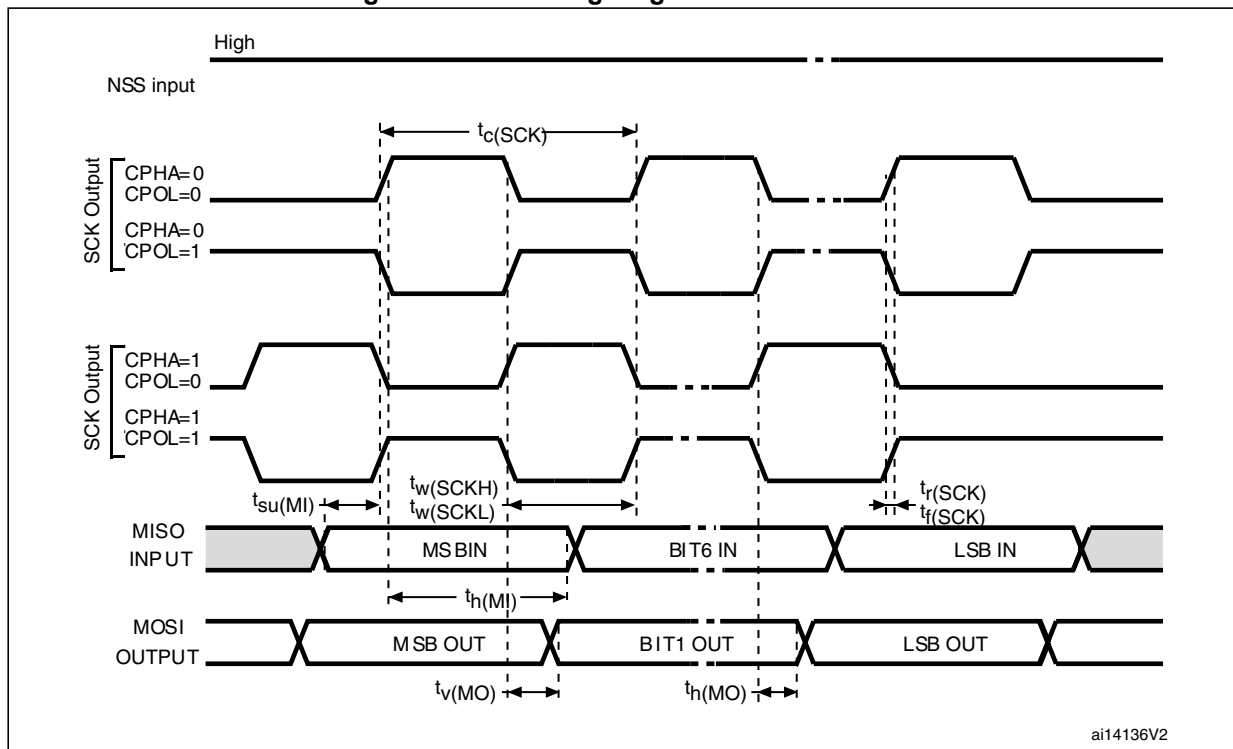 High
NSS input
tc(SCK)
SCK Output
CPHA=0
CPOL=0
CPHA=0
CPOL=1
SCK Output
CPHA=1
CPOL=0
CPHA=1
CPOL=1
tsu(MI)
tw(SCKH)
tw(SCKL)
tr(SCK)
tf(SCK)
MISO
INPUT
MSBIN
BIT6 IN
LSB IN
th(MI)
MOSI
OUTPUT
MSB OUT
BIT1 OUT
LSB OUT
tv(MO)
th(MO)
ai14136V2